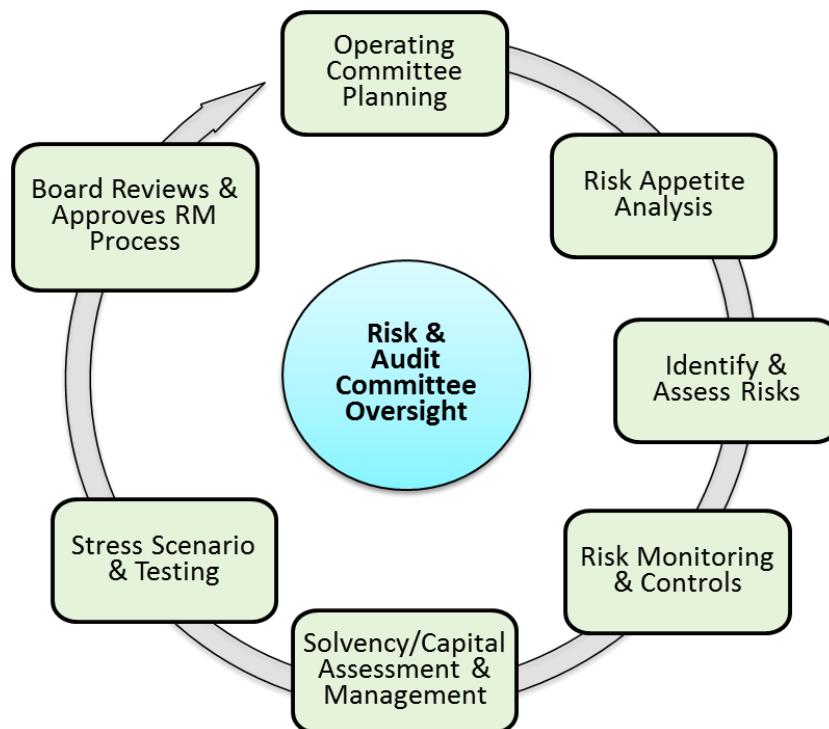 Operating
Committee
Planning
Risk Appetite
Analysis
Identify &
Assess Risks
Risk Monitoring
& Controls
Solvency/Capital
Assessment &
Management
Stress Scenario
& Testing
Board Reviews &
Approves RM
Process
Risk &
Audit
Committee
Oversight